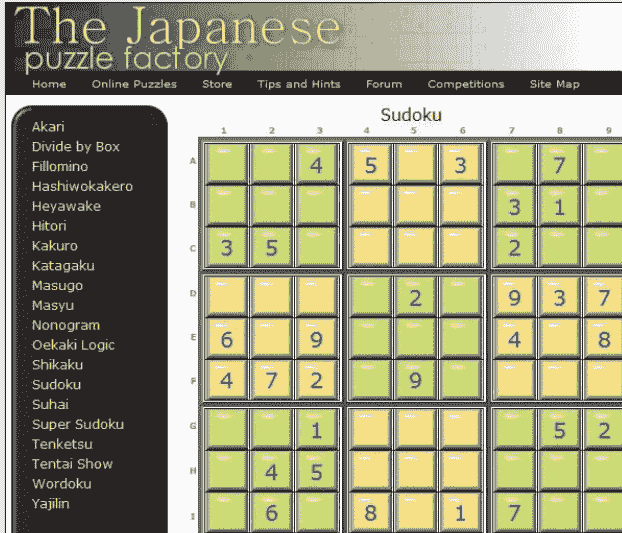 The Japanese
puzzle factory
Home Online Puzzles Store Tips and Hints Forum Competitions Site Map
Akari
Divide by Box
Fillomino
Hashiwokakero
Heyawake
Hitori
Kakuro
Katagaku
Masugo
Masyu
Nonogram
Oekaki Logic
Shikaku
Sudoku
Suhai
Super Sudoku
Tenketsu
Tentai Show
Wordoku
Yajilin
Sudoku
1 2 3 4 5 6 7 8 9
A 4 5 3 7
B 3 1
C 3 5 2
D 2 9 3 7
E 6 9 4 8
F 4 7 2 9
G 1 5 2
H 4 5
I 6 8 1 7